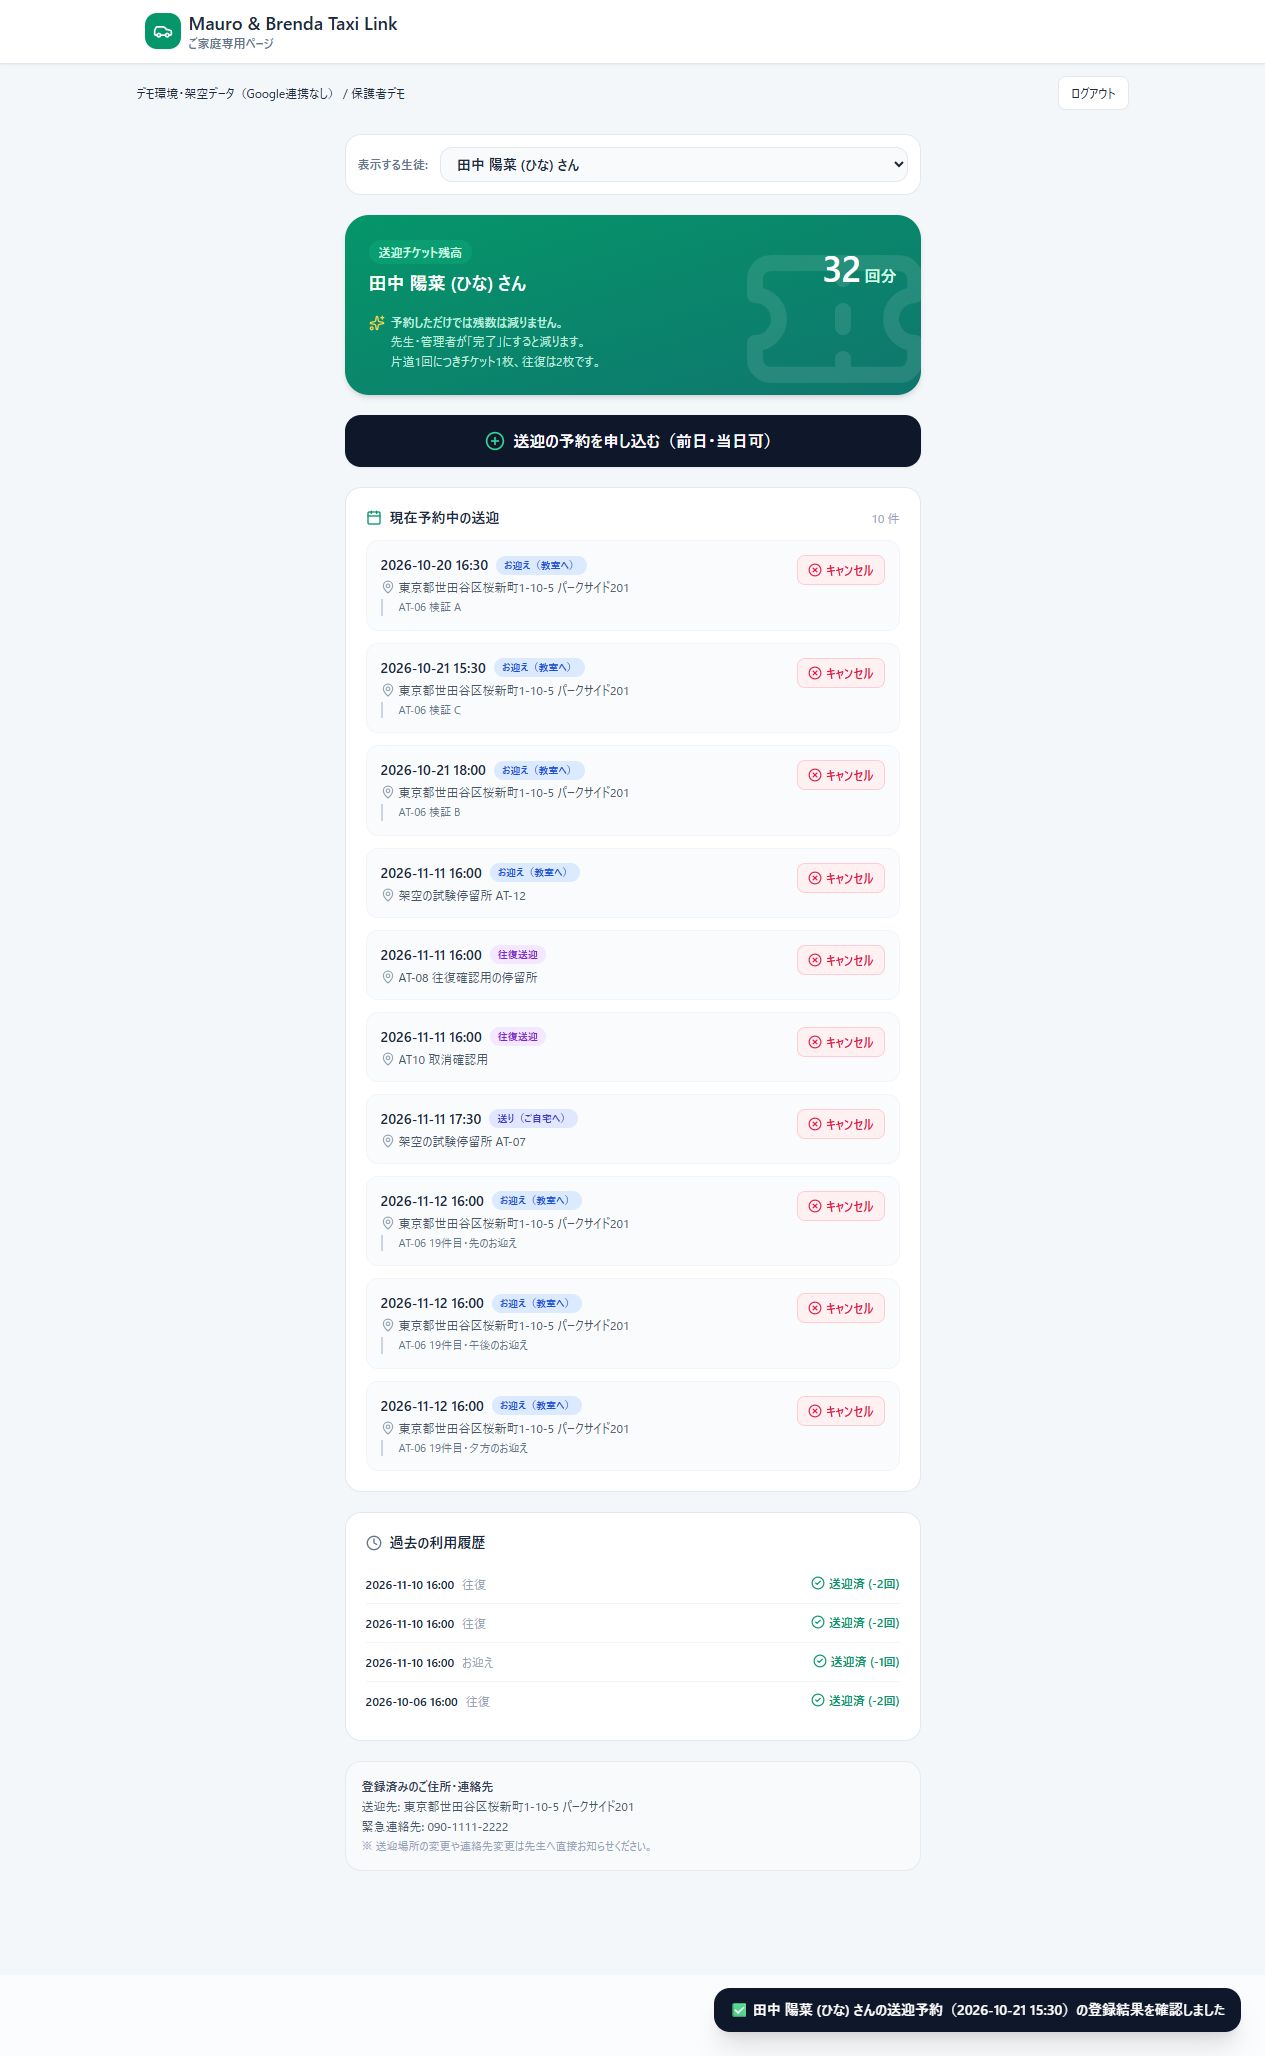 Mauro & Brenda Taxi Link
ご家庭専用ページ
デモ環境・架空データ（Google連携なし） / 保護者デモ
ログアウト
表示する生徒:
田中 陽菜 (ひな) さん
送迎チケット残高
田中 陽菜 (ひな) さん
32 回分
予約しただけでは残数は減りません。
先生・管理者が「完了」にすると減ります。
片道1回につきチケット1枚、往復は2枚です。
送迎の予約を申し込む（前日・当日可）
現在予約中の送迎
10 件
2026-10-20 16:30 お迎え（教室へ）
キャンセル
東京都世田谷区桜新町1-10-5 パークサイド201
AT-06 検証 A
2026-10-21 15:30 お迎え（教室へ）
キャンセル
東京都世田谷区桜新町1-10-5 パークサイド201
AT-06 検証 C
2026-10-21 18:00 お迎え（教室へ）
キャンセル
東京都世田谷区桜新町1-10-5 パークサイド201
AT-06 検証 B
2026-11-11 16:00 お迎え（教室へ）
キャンセル
架空の試験停留所 AT-12
2026-11-11 16:00 往復送迎
キャンセル
AT-08 往復確認用の停留所
2026-11-11 16:00 往復送迎
キャンセル
AT10 取消確認用
2026-11-11 17:30 送り（ご自宅へ）
キャンセル
架空の試験停留所 AT-07
2026-11-12 16:00 お迎え（教室へ）
キャンセル
東京都世田谷区桜新町1-10-5 パークサイド201
AT-06 19件目・先のお迎え
2026-11-12 16:00 お迎え（教室へ）
キャンセル
東京都世田谷区桜新町1-10-5 パークサイド201
AT-06 19件目・午後のお迎え
2026-11-12 16:00 お迎え（教室へ）
キャンセル
東京都世田谷区桜新町1-10-5 パークサイド201
AT-06 19件目・夕方のお迎え
過去の利用履歴
2026-11-10 16:00 往復 送迎済 (-2回)
2026-11-10 16:00 往復 送迎済 (-2回)
2026-11-10 16:00 お迎え 送迎済 (-1回)
2026-10-06 16:00 往復 送迎済 (-2回)
登録済みのご住所・連絡先
送迎先: 東京都世田谷区桜新町1-10-5 パークサイド201
緊急連絡先: 090-1111-2222
※ 送迎場所の変更や連絡先変更は先生へ直接お知らせください。
✅ 田中 陽菜 (ひな) さんの送迎予約（2026-10-21 15:30）の登録結果を確認しました